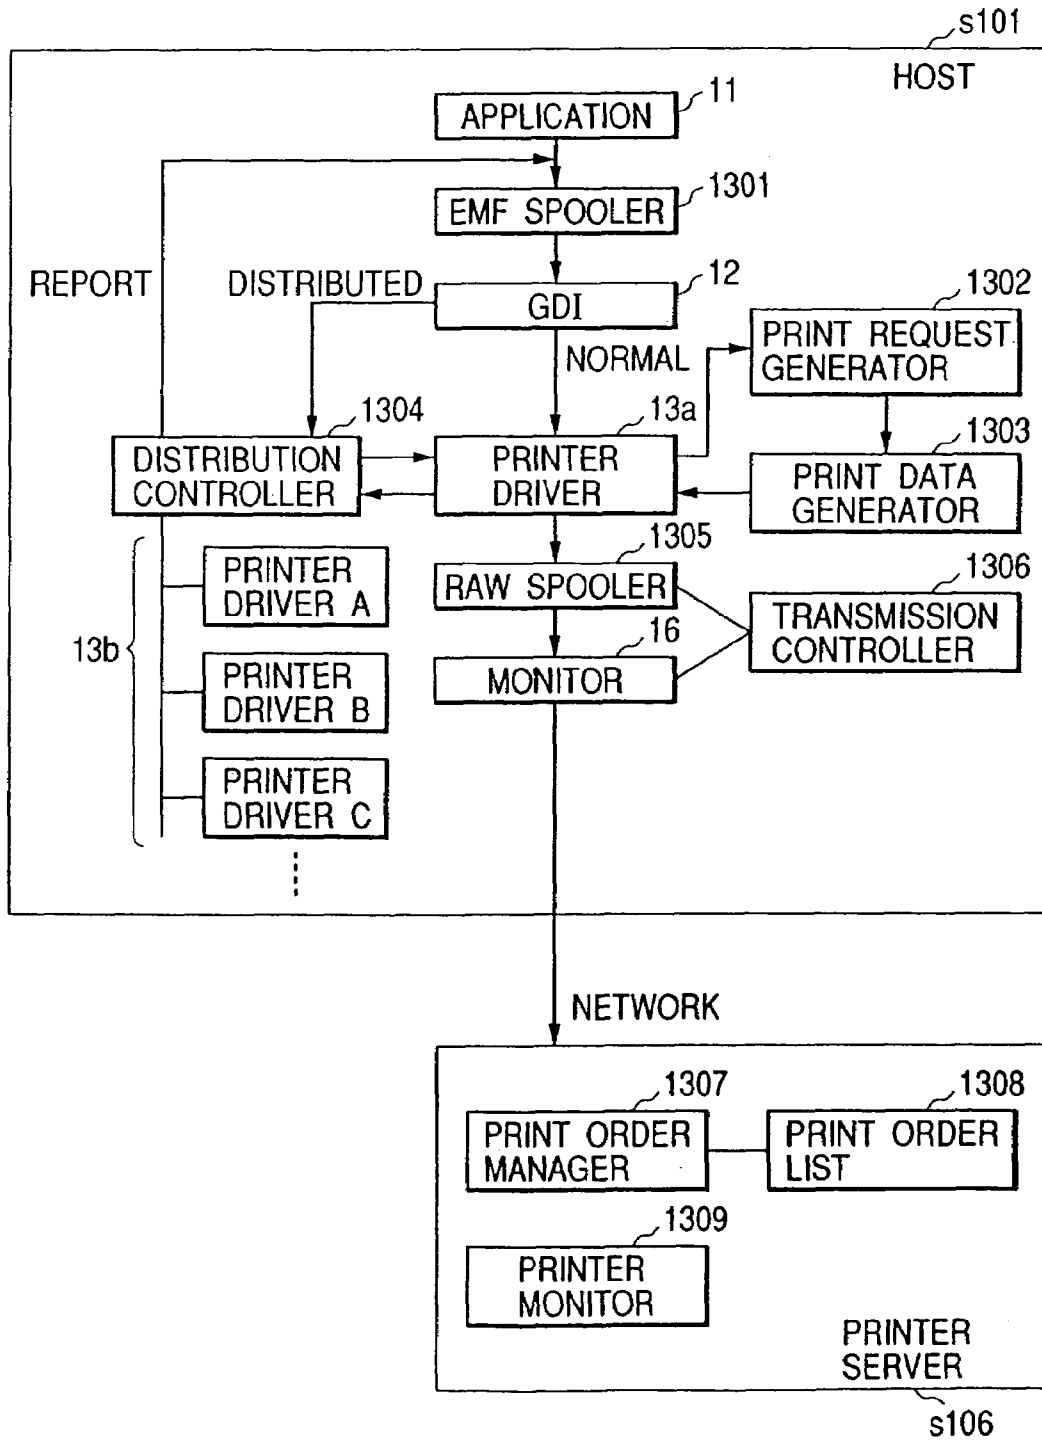 s101
HOST
11
APPLICATION
1301
EMF SPOOLER
REPORT
DISTRIBUTED
12
GDI
NORMAL
1302
PRINT REQUEST
GENERATOR
1304
DISTRIBUTION
CONTROLLER
13a
PRINTER
DRIVER
1303
PRINT DATA
GENERATOR
1305
RAW SPOOLER
1306
TRANSMISSION
CONTROLLER
16
MONITOR
13b
PRINTER
DRIVER A
PRINTER
DRIVER B
PRINTER
DRIVER C
NETWORK
1307
PRINT ORDER
MANAGER
1308
PRINT ORDER
LIST
1309
PRINTER
MONITOR
PRINTER
SERVER
s106